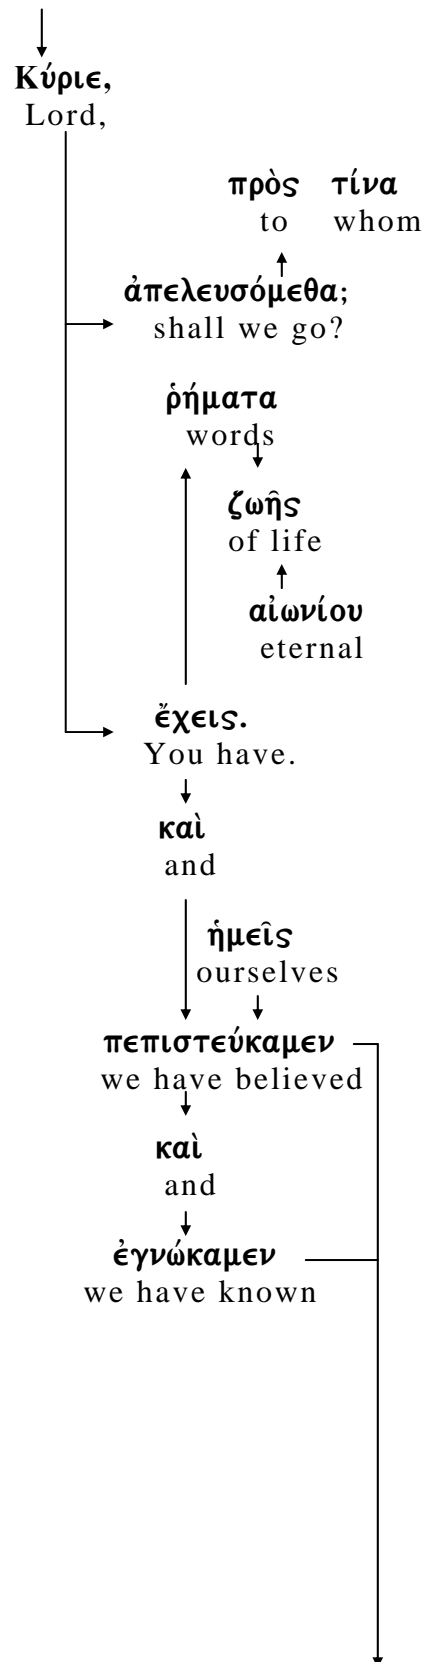 Κύριε,
Lord,
πρὸς τίνα
to whom
ἀπελευσόμεθα;
shall we go?
ῥήματα
words
ζωῆς
of life
αἰωνίου
eternal
ἔχεις.
You have.
καὶ
and
ἡμεῖς
ourselves
πεπιστεύκαμεν
we have believed
καὶ
and
ἐγνώκαμεν
we have known